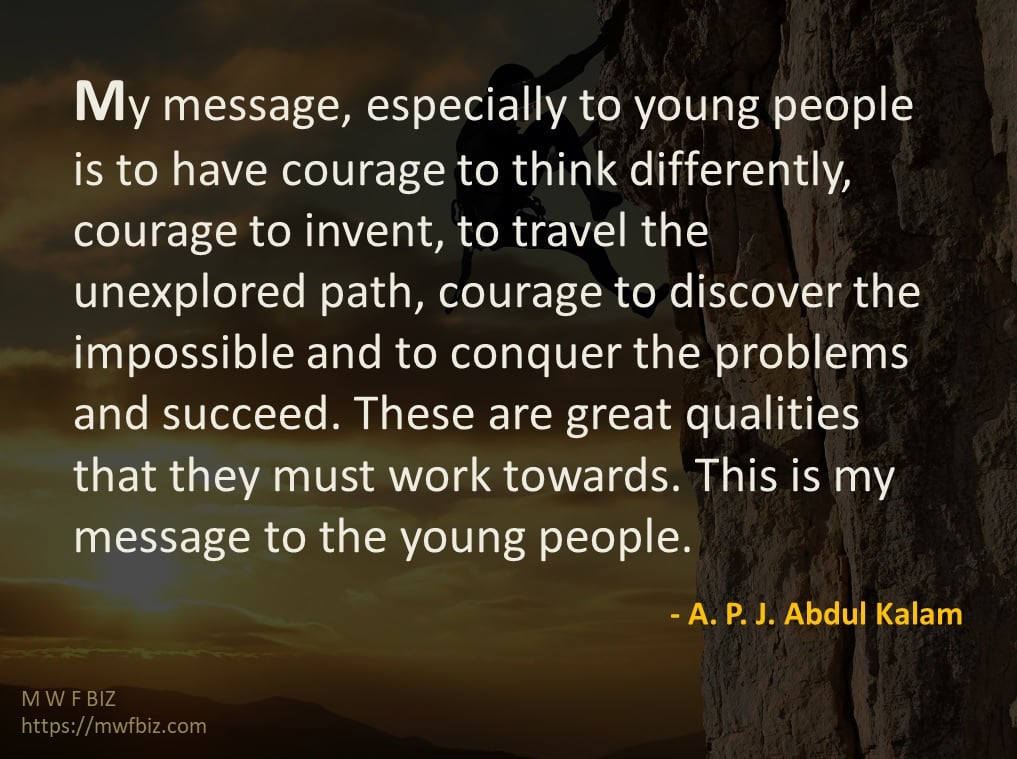 My message, especially to young people
is to have courage to think differently,
courage to invent, to travel the
unexplored path, courage to discover the
impossible and to conquer the problems
and succeed. These are great qualities
that they must work towards. This is my
message to the young people.
- A. P. J. Abdul Kalam
M W F BIZ
https://mwfbiz.com